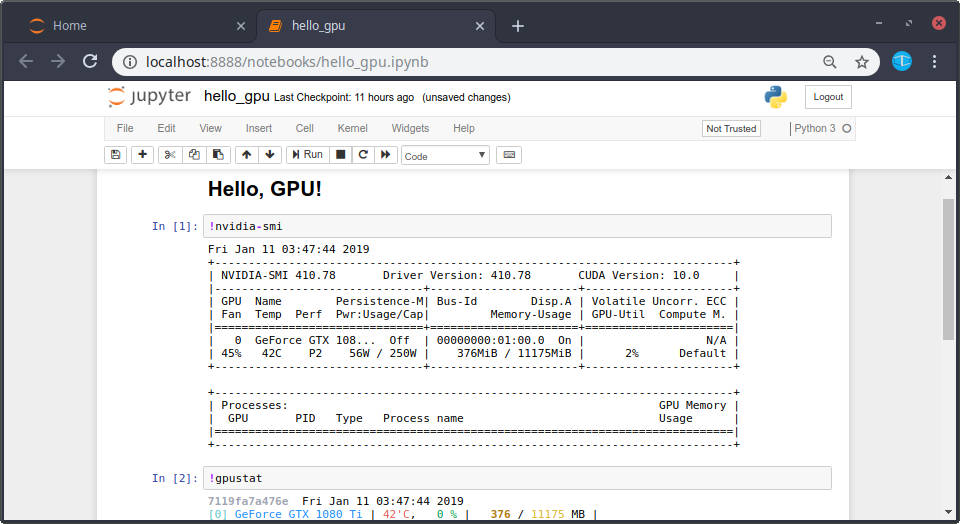 Home
hello_gpu
localhost:8888/notebooks/hello_gpu.ipynb
jupyter hello_gpu Last Checkpoint: 11 hours ago (unsaved changes)
Logout
File Edit View Insert Cell Kernel Widgets Help
Not Trusted
Python 3
Run
Code
Hello, GPU!
In [1]: !nvidia-smi
Fri Jan 11 03:47:44 2019
+-----------------------------------------------------------------------------+
| NVIDIA-SMI 410.78       Driver Version: 410.78       CUDA Version: 10.0     |
|-------------------------------+----------------------+----------------------+
| GPU  Name        Persistence-M| Bus-Id        Disp.A | Volatile Uncorr. ECC |
| Fan  Temp  Perf  Pwr:Usage/Cap|         Memory-Usage | GPU-Util  Compute M. |
|===============================+======================+======================|
|   0  GeForce GTX 108...  Off  | 00000000:01:00.0  On |                  N/A |
| 45%   42C    P2    56W / 250W |    376MiB / 11175MiB |      2%      Default |
+-------------------------------+----------------------+----------------------+
+-----------------------------------------------------------------------------+
| Processes:                                                       GPU Memory |
|  GPU       PID   Type   Process name                             Usage      |
|=============================================================================|
+-----------------------------------------------------------------------------+
In [2]: !gpustat
7119fa7a476e  Fri Jan 11 03:47:44 2019
[0] GeForce GTX 1080 Ti | 42'C,   0 % |   376 / 11175 MB |